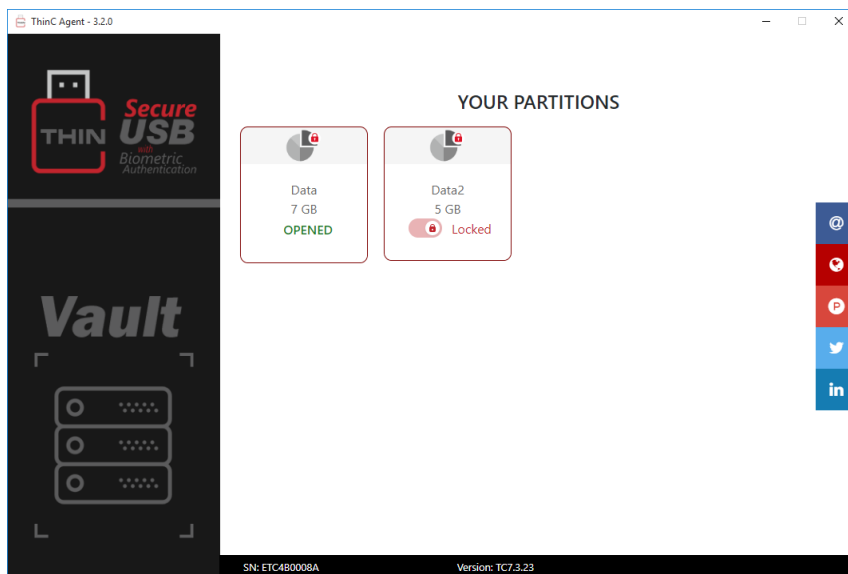 ThinC Agent - 3.2.0
THIN
Secure
USB
with
Biometric
Authentication
Vault
YOUR PARTITIONS
Data
7 GB
OPENED
Data2
5 GB
Locked
@
P
in
SN: ETC4B0008A
Version: TC7.3.23